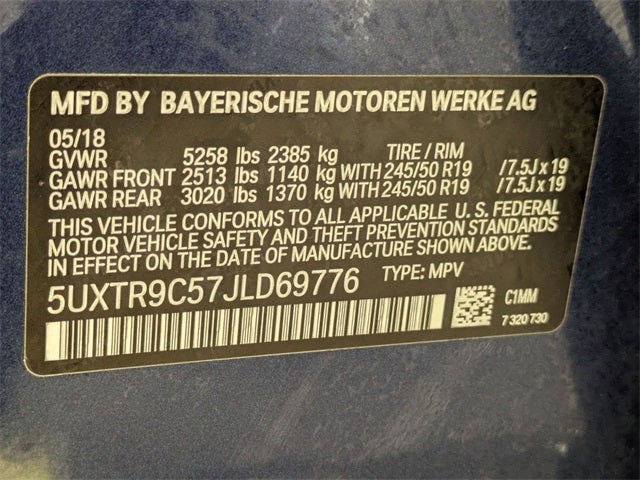 MFD BY BAYERISCHE MOTOREN WERKE AG
05/18
GVWR 5258 lbs 2385 kg TIRE / RIM
GAWR FRONT 2513 lbs 1140 kg WITH 245/50 R19 /7.5J x 19
GAWR REAR 3020 lbs 1370 kg WITH 245/50 R19 /7.5J x 19
THIS VEHICLE CONFORMS TO ALL APPLICABLE U. S. FEDERAL
MOTOR VEHICLE SAFETY AND THEFT PREVENTION STANDARDS
IN EFFECT ON THE DATE OF MANUFACTURE SHOWN ABOVE.
5UXTR9C57JLD69776 TYPE: MPV
C1MM
7 320 730